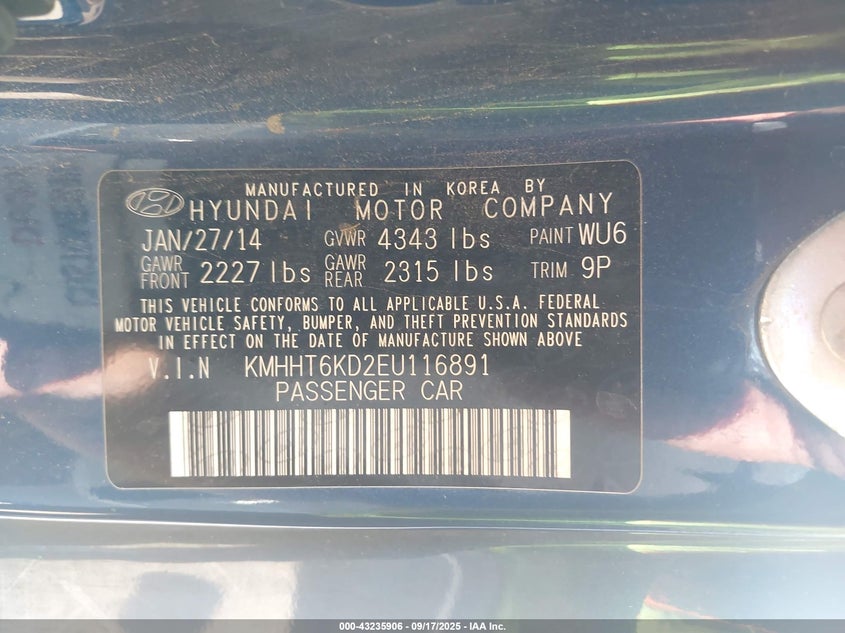 MANUFACTURED IN KOREA BY
HYUNDAI MOTOR COMPANY
JAN/27/14 GVWR 4343 lbs PAINT WU6
GAWR FRONT 2227 lbs GAWR REAR 2315 lbs TRIM 9P
THIS VEHICLE CONFORMS TO ALL APPLICABLE U.S.A. FEDERAL
MOTOR VEHICLE SAFETY, BUMPER, AND THEFT PREVENTION STANDARDS
IN EFFECT ON THE DATE OF MANUFACTURE SHOWN ABOVE
V.I.N KMHHT6KD2EU116891
PASSENGER CAR
000-43235906 - 09/17/2025 - IAA Inc.